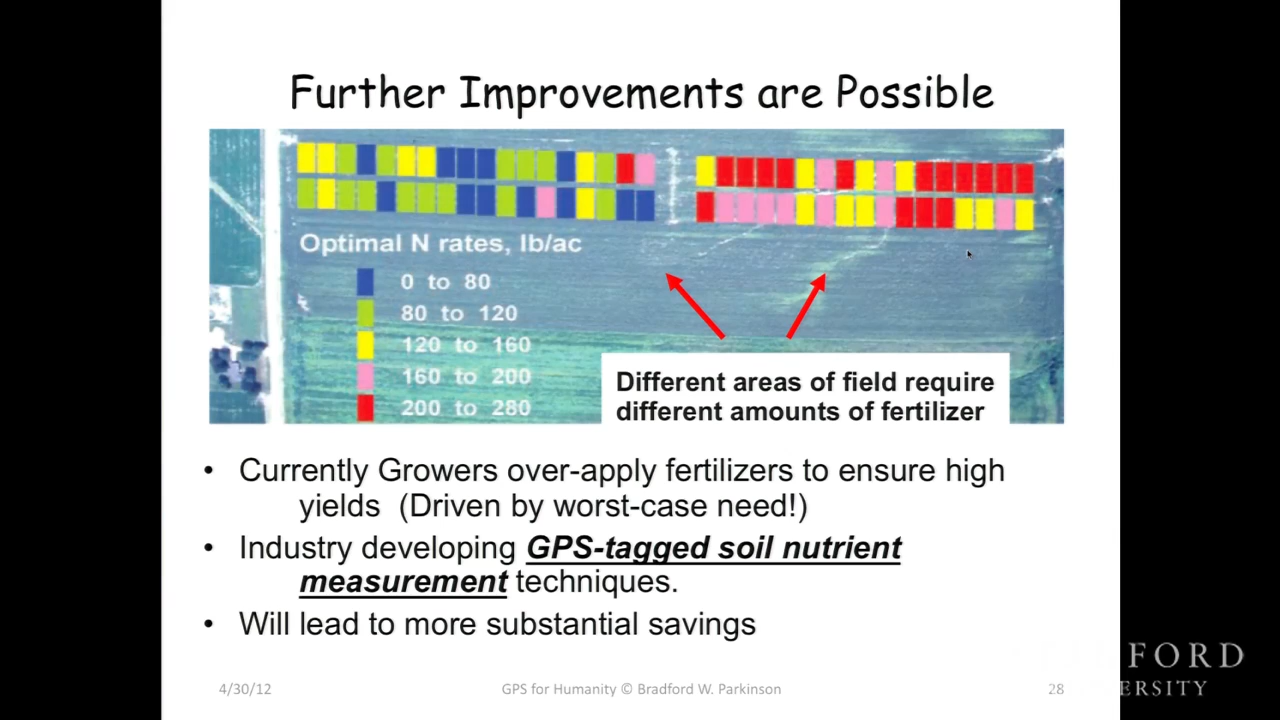 Further Improvements are Possible
Optimal N rates, lb/ac
0 to 80
80 to 120
120 to 160
160 to 200
200 to 280
Different areas of field require
different amounts of fertilizer
• Currently Growers over-apply fertilizers to ensure high
yields (Driven by worst-case need!)
• Industry developing GPS-tagged soil nutrient
measurement techniques.
• Will lead to more substantial savings
4/30/12
GPS for Humanity © Bradford W. Parkinson
28
FORD
ERSITY